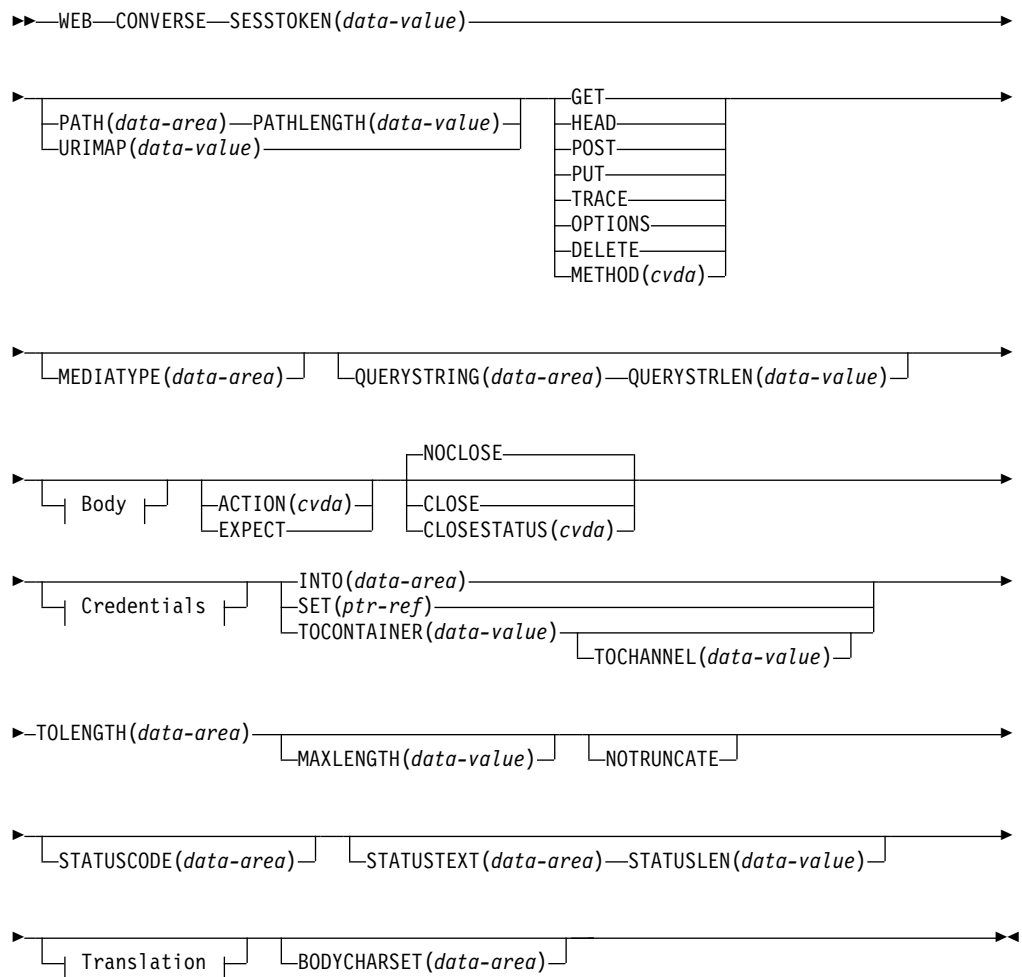 WEB CONVERSE SESSTOKEN(data-value)
GET
PATH(data-area) PATHLENGTH(data-value) HEAD
URIMAP(data-value) POST
PUT
TRACE
OPTIONS
DELETE
METHOD(cvda)
MEDIATYPE(data-area) QUERYSTRING(data-area) QUERYSTRLEN(data-value)
NOCLOSE
Body ACTION(cvda) CLOSE
EXPECT CLOSESTATUS(cvda)
INTO(data-area)
Credentials SET(ptr-ref)
TOCONTAINER(data-value)
TOCHANNEL(data-value)
TOLENGTH(data-area)
MAXLENGTH(data-value) NOTRUNCATE
STATUSCODE(data-area) STATUSTEXT(data-area) STATUSLEN(data-value)
Translation BODYCHARSET(data-area)